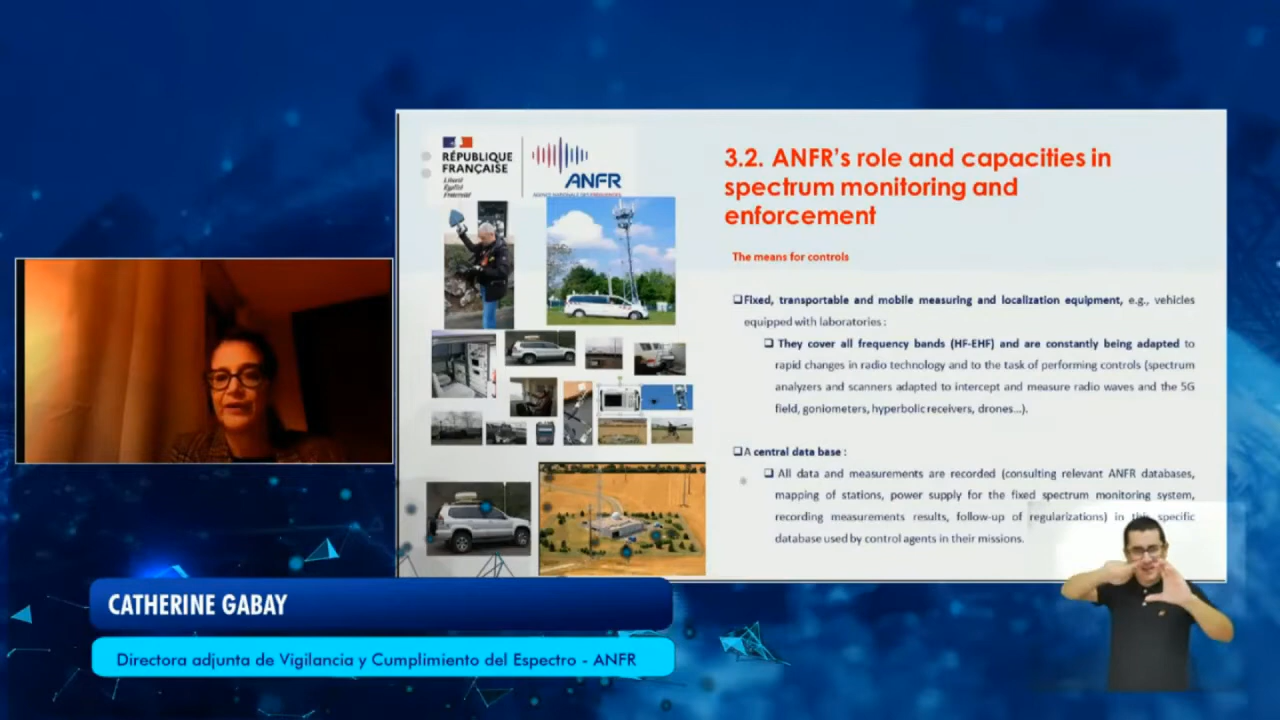 RÉPUBLIQUE
FRANÇAISE
Liberté
Égalité
Fraternité
ANFR
AGENCE NATIONALE DES FRÉQUENCES
3.2. ANFR's role and capacities in
spectrum monitoring and
enforcement
The means for controls
❑Fixed, transportable and mobile measuring and localization equipment, e.g., vehicles
equipped with laboratories :
❑ They cover all frequency bands (HF-EHF) and are constantly being adapted to
rapid changes in radio technology and to the task of performing controls (spectrum
analyzers and scanners adapted to intercept and measure radio waves and the 5G
field, goniometers, hyperbolic receivers, drones...).
❑A central data base :
❑ All data and measurements are recorded (consulting relevant ANFR databases,
mapping of stations, power supply for the fixed spectrum monitoring system,
recording measurements results, follow-up of regularizations) in this specific
database used by control agents in their missions.
CATHERINE GABAY
Directora adjunta de Vigilancia y Cumplimiento del Espectro - ANFR